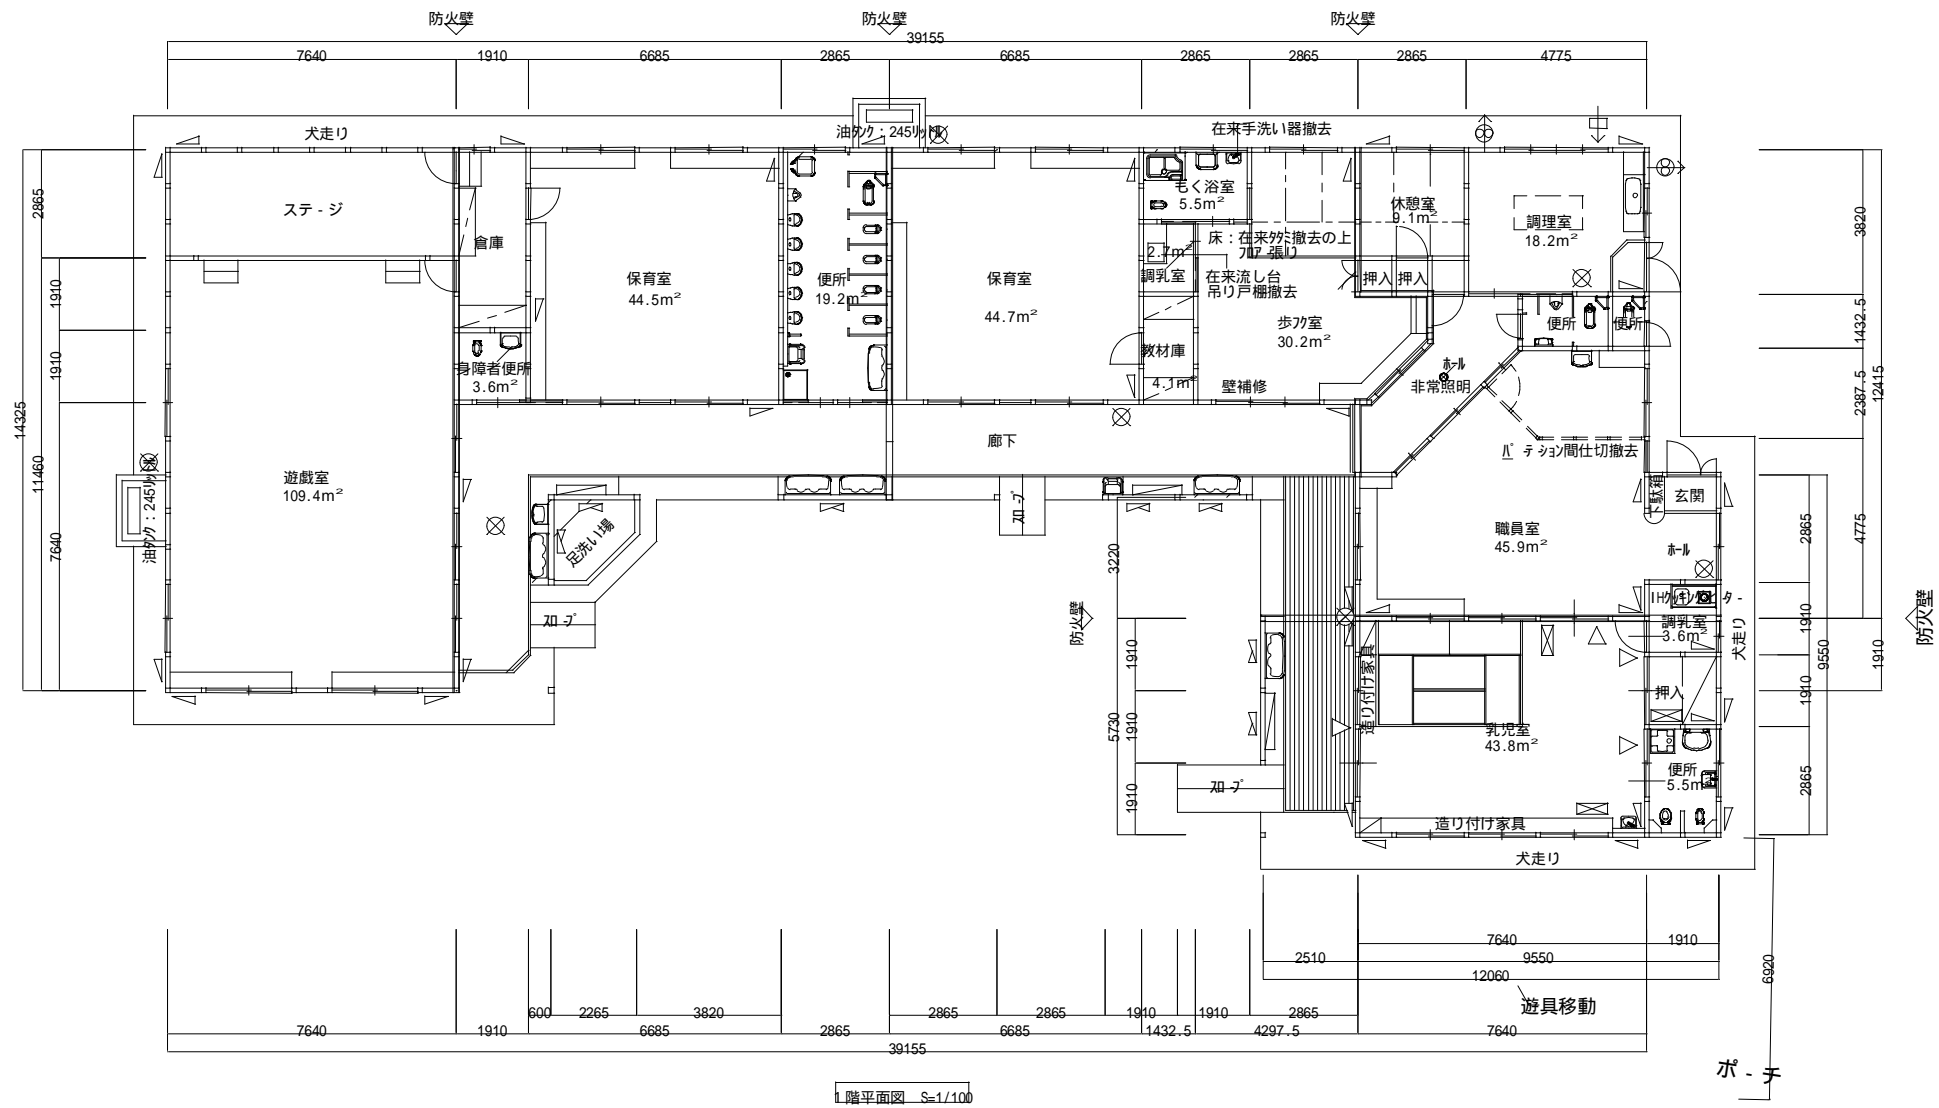 防火壁
防火壁
防火壁
39155
7640
1910
6685
2865
6685
2865
2865
2865
4775
犬走り
油ﾀﾝｸ：245ﾘｯﾄﾙ
在来手洗い器撤去
ステ-ジ
倉庫
保育室
44.5m²
便所
19.2m²
保育室
44.7m²
もく浴室
5.5m²
床：在来ﾀﾀﾐ撤去の上
ﾌﾛｱ-張り
2.7m²
調乳室
在来流し台
吊り戸棚撤去
休憩室
9.1m²
押入
押入
調理室
18.2m²
便所
便所
歩ﾌｸ室
30.2m²
教材庫
4.1m²
壁補修
ﾎ-ﾙ
非常照明
身障者便所
3.6m²
廊下
ﾊﾟ-ﾃｼｮﾝ間仕切撤去
遊戯室
109.4m²
油ﾀﾝｸ：245ﾘｯﾄﾙ
足洗い場
ｽﾛ-ﾌﾟ
ｽﾛ-ﾌﾟ
職員室
45.9m²
下駄箱
玄関
ﾎ-ﾙ
IHｸｯｷﾝｸﾞﾋ-タ-
調乳室
3.6m²
犬走り
防火壁
防火壁
造り付け家具
押入
乳児室
43.8m²
便所
5.5m
ｽﾛ-ﾌﾟ
造り付け家具
犬走り
2865
1910
1910
11460
7640
14325
3820
1432.5
2387.5
12415
4775
1910
2865
1910
1910
2865
9550
3220
5730
1910
1910
1910
7640
1910
2510
9550
12060
6920
遊具移動
600
2265
3820
2865
2865
1910
1910
2865
7640
1910
6685
2865
6685
1432.5
4297.5
7640
39155
ポ-チ
1階平面図 S=1/100